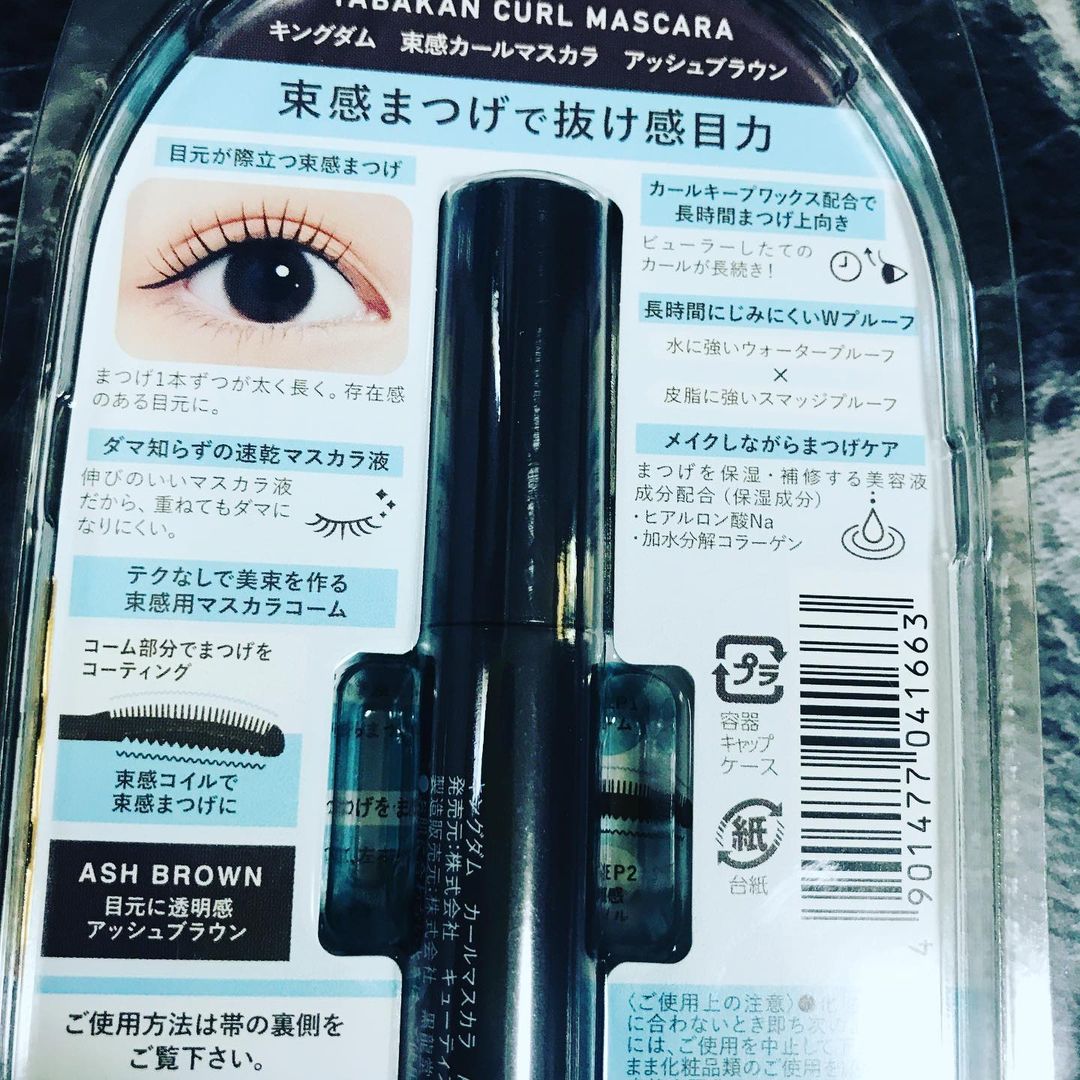 TABAKAN CURL MASCARA
キングダム 束感カールマスカラ アッシュブラウン
束感まつげで抜け感目力
目元が際立つ束感まつげ
まつげ1本ずつが太く長く。存在感
のある目元に。
ダマ知らずの速乾マスカラ液
伸びのいいマスカラ液
だから、重ねてもダマに
なりにくい。
テクなしで美束を作る
束感用マスカラコーム
コーム部分でまつげを
コーティング
束感コイルで
束感まつげに
ASH BROWN
目元に透明感
アッシュブラウン
ご使用方法は帯の裏側を
ご覧下さい。
カールキープワックス配合で
長時間まつげ上向き
ビューラーしたての
カールが長続き!
長時間にじみにくいWプルーフ
水に強いウォータープルーフ
×
皮脂に強いスマッジプルーフ
メイクしながらまつげケア
まつげを保湿・補修する美容液
成分配合(保湿成分)
・ヒアルロン酸Na
・加水分解コラーゲン
プラ
容器
キャップ
ケース
紙
台紙
4 901477 041663
キングダム カールマスカラ
発売元:株式会社 キューティ
製造販売元:株式会社
〈ご使用上の注意〉
に合わないとき即ち次の
には、ご使用を中止して
まま化粧品類のご使用を